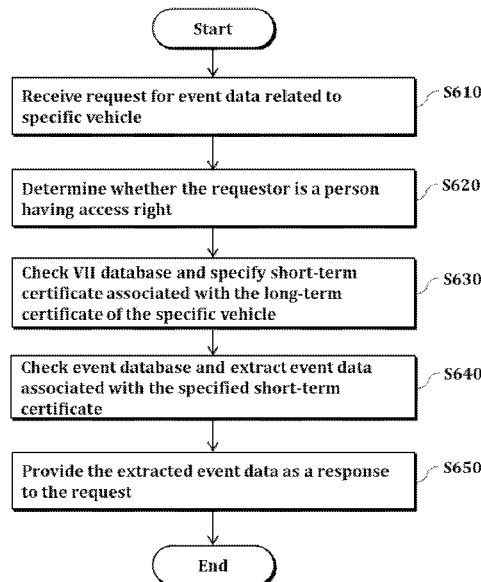 Start
Receive request for event data related to
specific vehicle
S610
Determine whether the requestor is a person
having access right
S620
Check VII database and specify short-term
certificate associated with the long-term
certificate of the specific vehicle
S630
Check event database and extract event data
associated with the specified short-term
certificate
S640
Provide the extracted event data as a response
to the request
S650
End